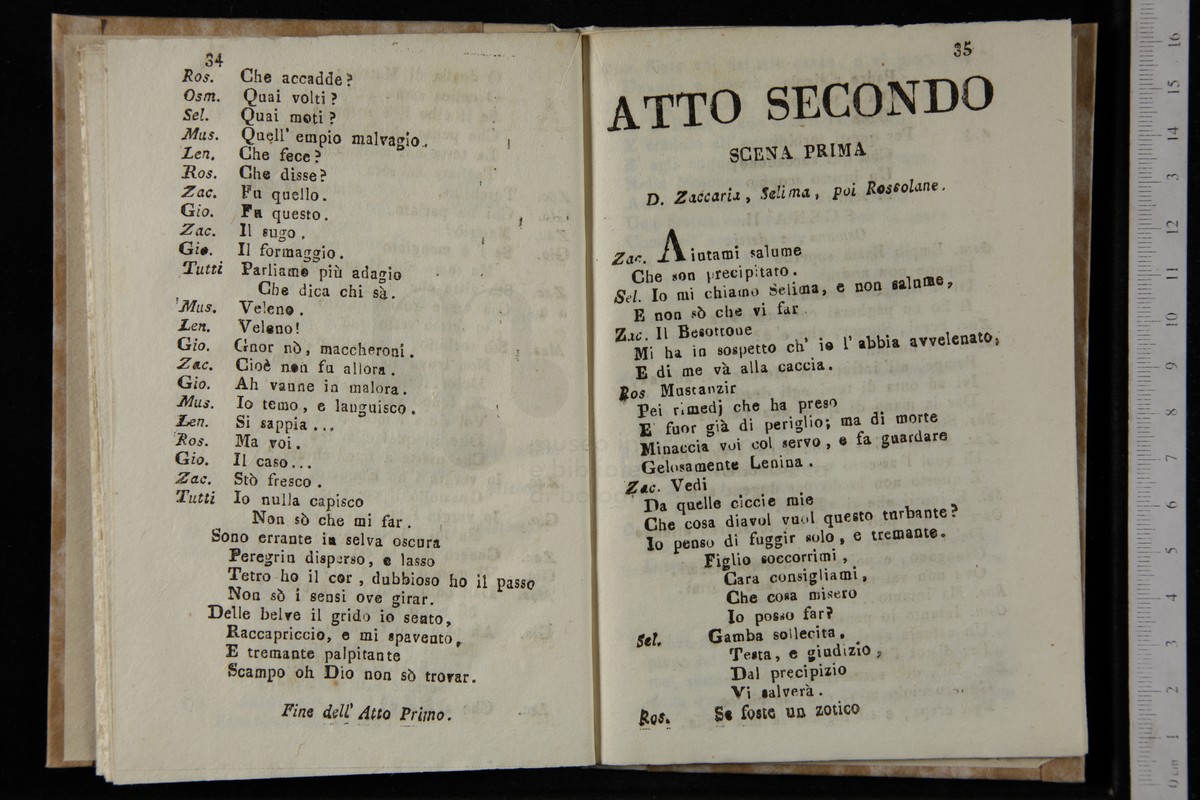 34
Ros. Che accadde?
Osm. Quai volti?
Sel. Quai moti?
Mus. Quell' empio malvagio.
Len. Che fece?
Ros. Che disse?
Zac. Fu quello.
Gio. Fu questo.
Zac. Il sugo.
Gio. Il formaggio.
Tutti Parliamo più adagio
Che dica chi sà.
Mus. Veleno.
Len. Veleno!
Gio. Gnor nò, maccheroni.
Zac. Cioè non fu allora.
Gio. Ah vanne in malora.
Mus. Io temo, e languisco.
Len. Si sappia...
Ros. Ma voi.
Gio. Il caso...
Zac. Stò fresco.
Tutti Io nulla capisco
Non sò che mi far.
Sono errante in selva oscura
Peregrin disperso, e lasso
Tetro ho il cor, dubbioso ho il passo
Non sò i sensi ove girar.
Delle belve il grido io sento,
Raccapriccio, e mi spavento,
E tremante palpitante
Scampo oh Dio non sò trovar.
Fine dell' Atto Primo.
35
ATTO SECONDO
SCENA PRIMA
D. Zaccaria, Selima, poi Rossolane.
Zac. Aiutami salume
Che son precipitato.
Sel. Io mi chiamo Selima, e non salume,
E non sò che vi far.
Zac. Il Besottone
Mi ha in sospetto ch' io l' abbia avvelenato,
E di me và alla caccia.
Ros Mustanzir
Pei rimedj che ha preso
E' fuor già di periglio; ma di morte
Minaccia voi col servo, e fa guardare
Gelosamente Lenina.
Zac. Vedi
Da quelle ciccie mie
Che cosa diavol vuol questo turbante?
Io penso di fuggir solo, e tremante.
Figlio soccorrimi,
Cara consigliami,
Che cosa misero
Io posso far?
Sel. Gamba sollecita,
Testa, e giudizio,
Dal precipizio
Vi salverà.
Ros. Se foste un zotico